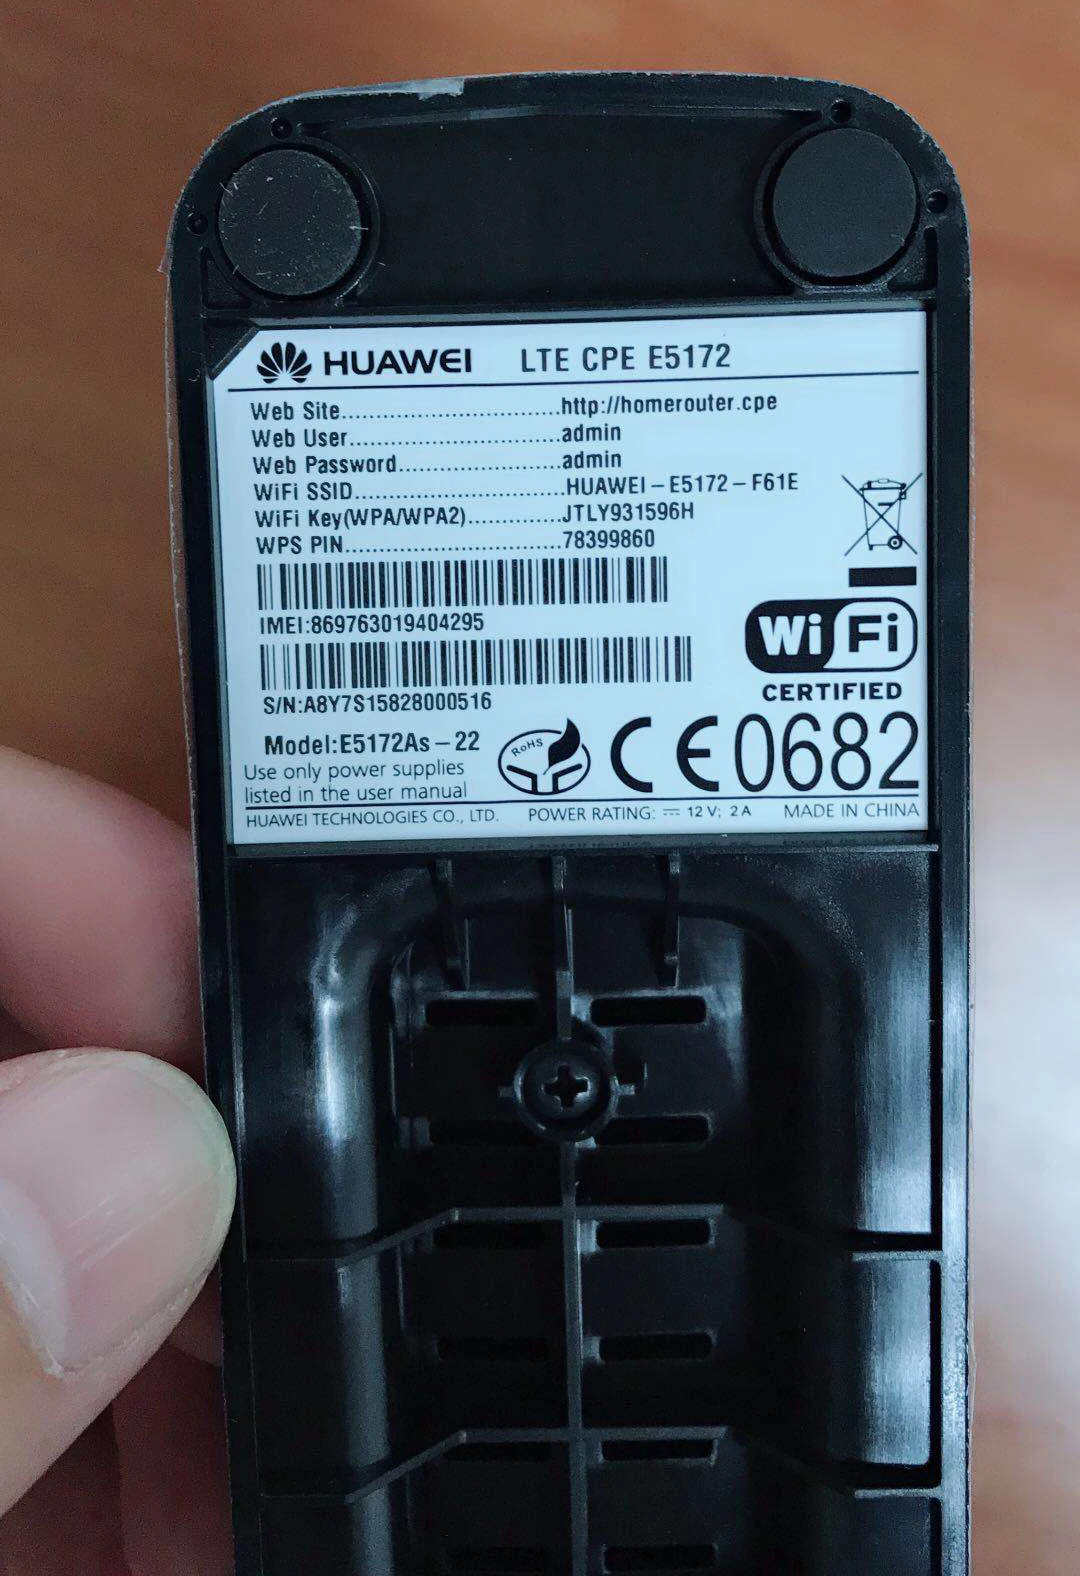 HUAWEI LTE CPE E5172
Web Site................................http://homerouter.cpe
Web User...............................admin
Web Password........................admin
WiFi SSID...............................HUAWEI-E5172-F61E
WiFi Key(WPA/WPA2)..............JTLY931596H
WPS PIN................................78399860
IMEI:869763019404295
S/N:A8Y7S15828000516
WiFi
CERTIFIED
Model:E5172As-22
RoHS
CE0682
Use only power supplies
listed in the user manual
HUAWEI TECHNOLOGIES CO., LTD. POWER RATING: ⎓ 12 V; 2 A MADE IN CHINA